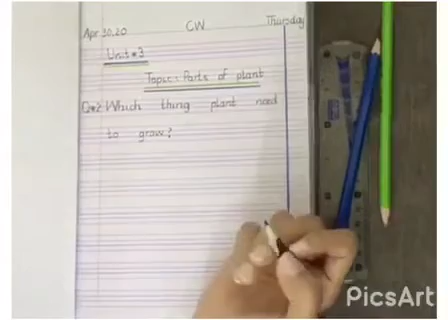 Apr 30,20 CW Thursday
Unit*3
Topic: Parts of plant
Q*2 Which thing plant need
to grow?
PicsArt